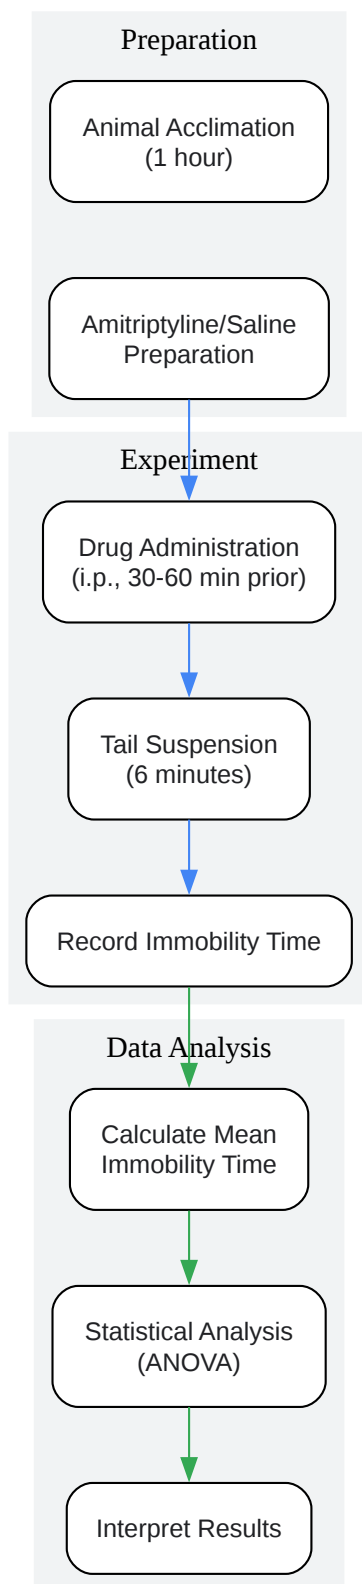 Preparation
Animal Acclimation
(1 hour)
Amitriptyline/Saline
Preparation
Experiment
Drug Administration
(i.p., 30-60 min prior)
Tail Suspension
(6 minutes)
Record Immobility Time
Data Analysis
Calculate Mean
Immobility Time
Statistical Analysis
(ANOVA)
Interpret Results